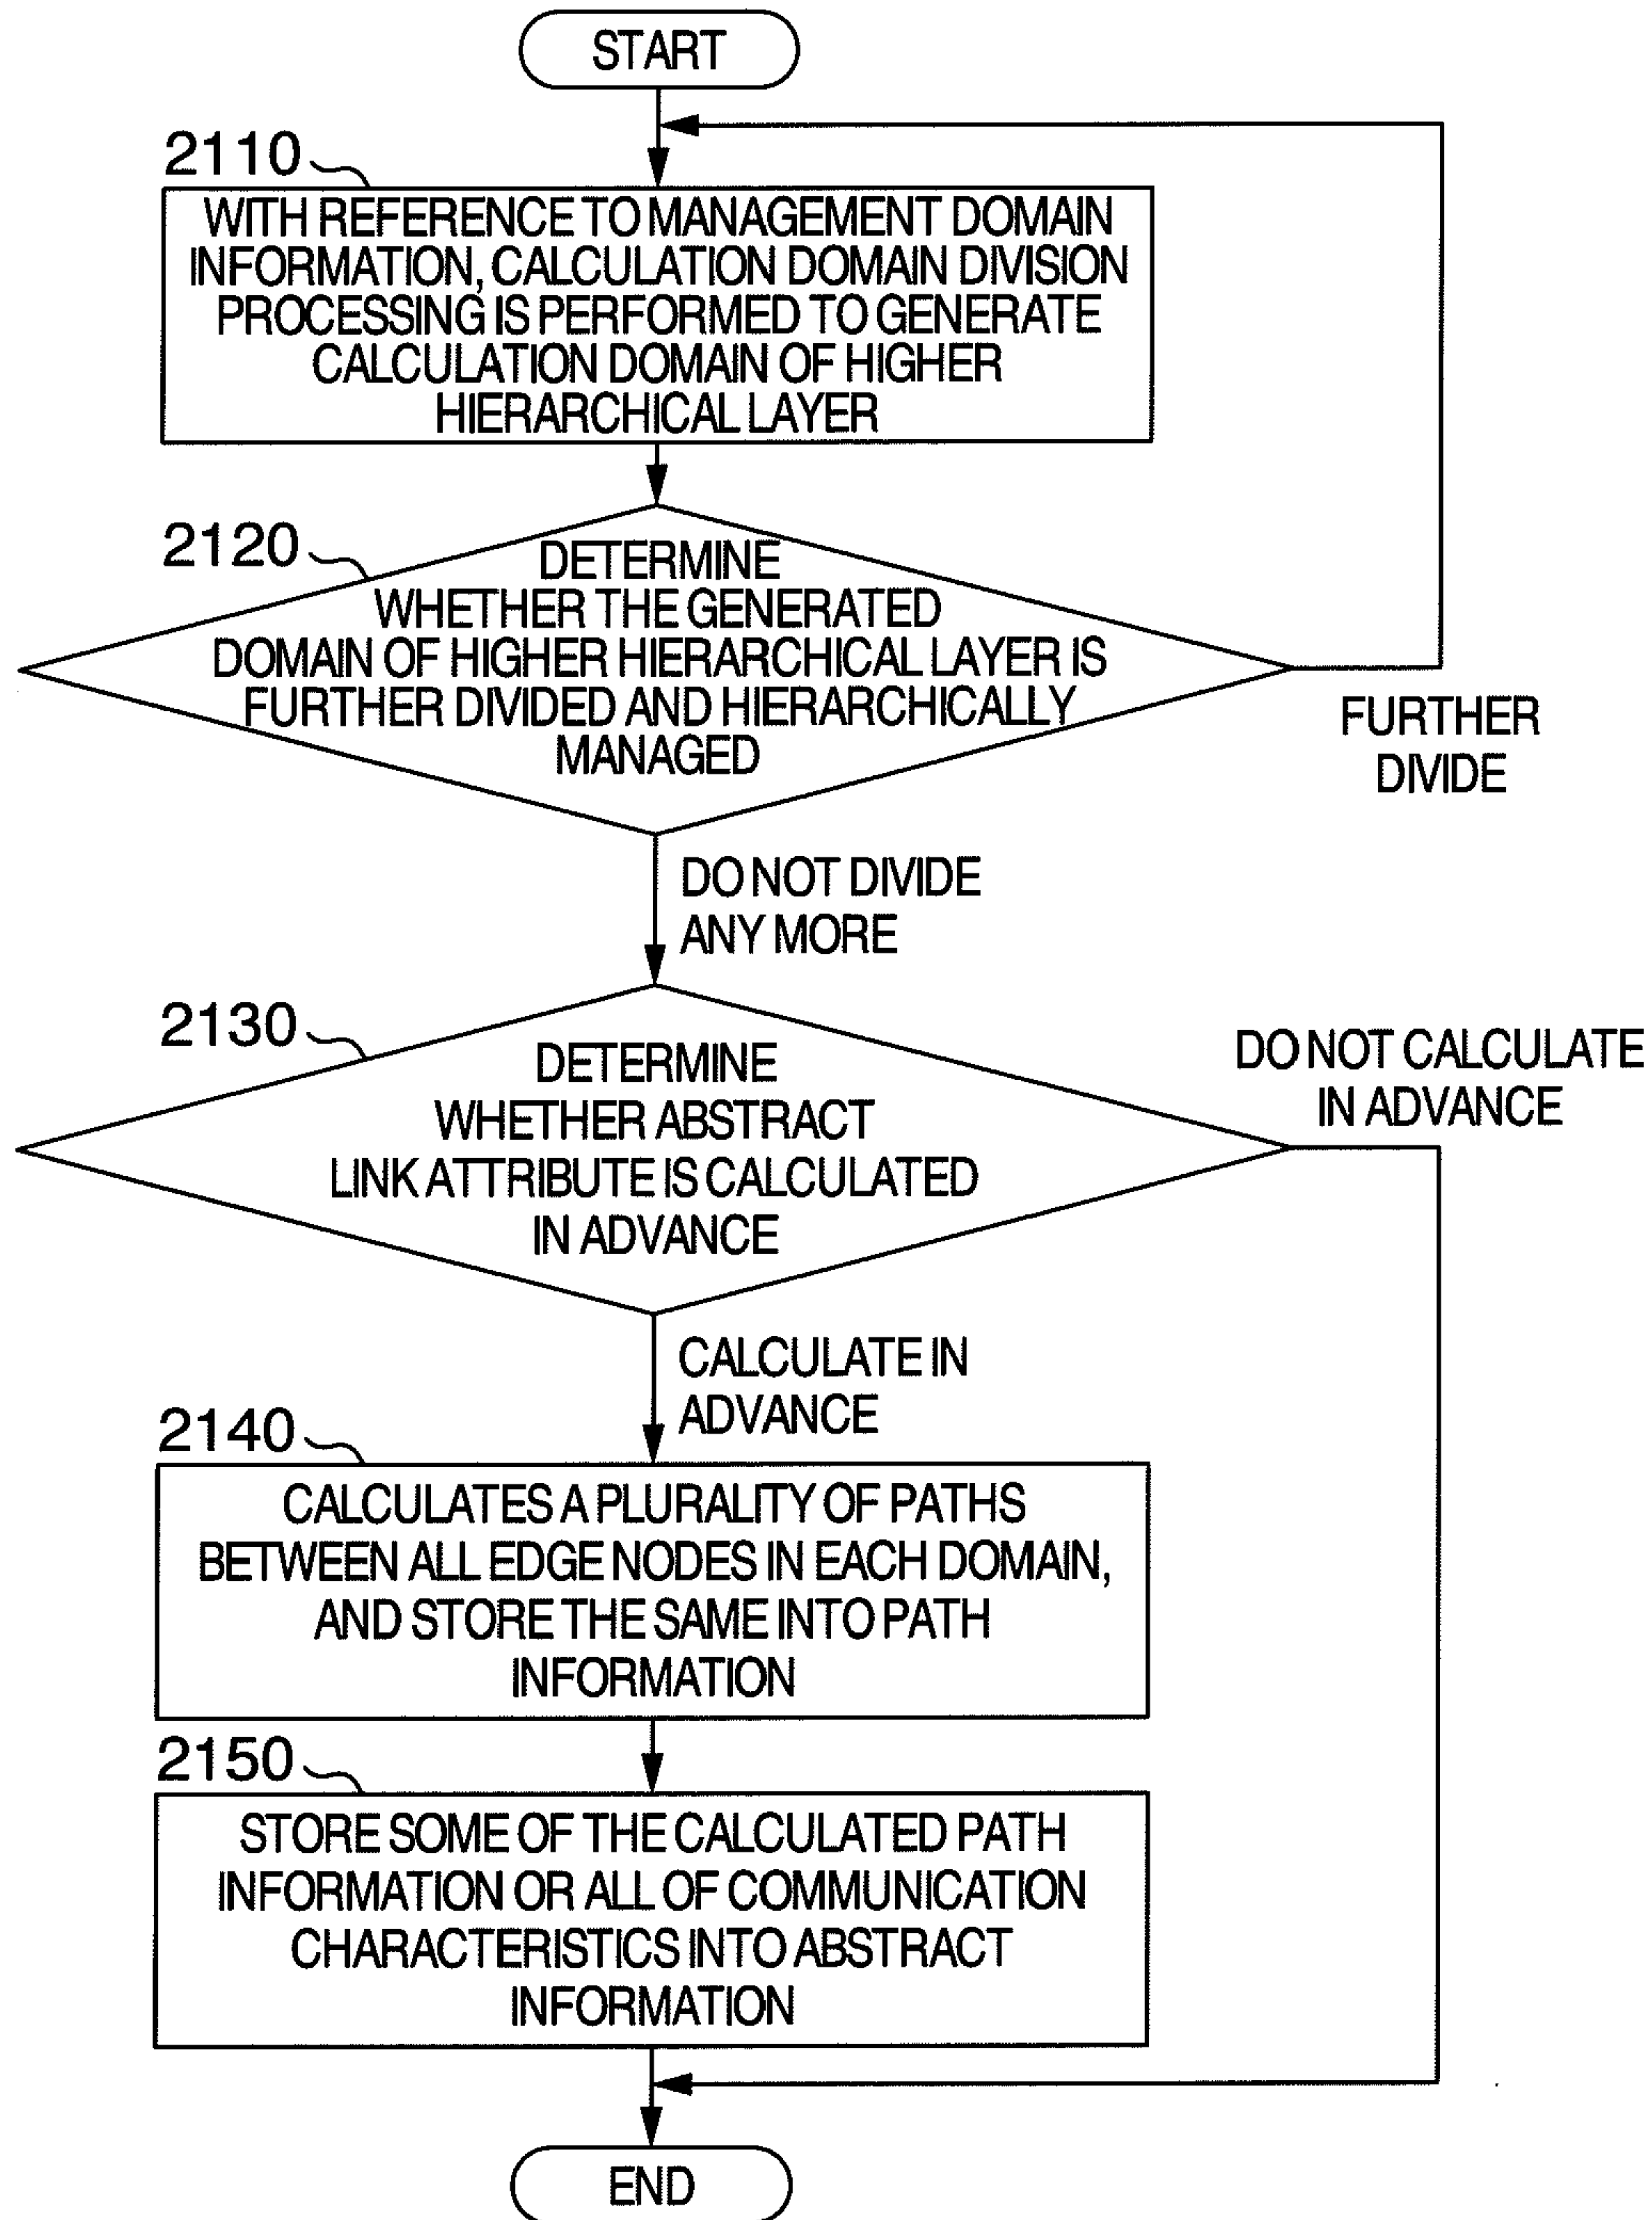 START
2110
WITH REFERENCE TO MANAGEMENT DOMAIN
INFORMATION, CALCULATION DOMAIN DIVISION
PROCESSING IS PERFORMED TO GENERATE
CALCULATION DOMAIN OF HIGHER
HIERARCHICAL LAYER
2120
DETERMINE
WHETHER THE GENERATED
DOMAIN OF HIGHER HIERARCHICAL LAYER IS
FURTHER DIVIDED AND HIERARCHICALLY
MANAGED
FURTHER
DIVIDE
DO NOT DIVIDE
ANY MORE
2130
DETERMINE
WHETHER ABSTRACT
LINK ATTRIBUTE IS CALCULATED
IN ADVANCE
DO NOT CALCULATE
IN ADVANCE
CALCULATE IN
ADVANCE
2140
CALCULATES A PLURALITY OF PATHS
BETWEEN ALL EDGE NODES IN EACH DOMAIN,
AND STORE THE SAME INTO PATH
INFORMATION
2150
STORE SOME OF THE CALCULATED PATH
INFORMATION OR ALL OF COMMUNICATION
CHARACTERISTICS INTO ABSTRACT
INFORMATION
END